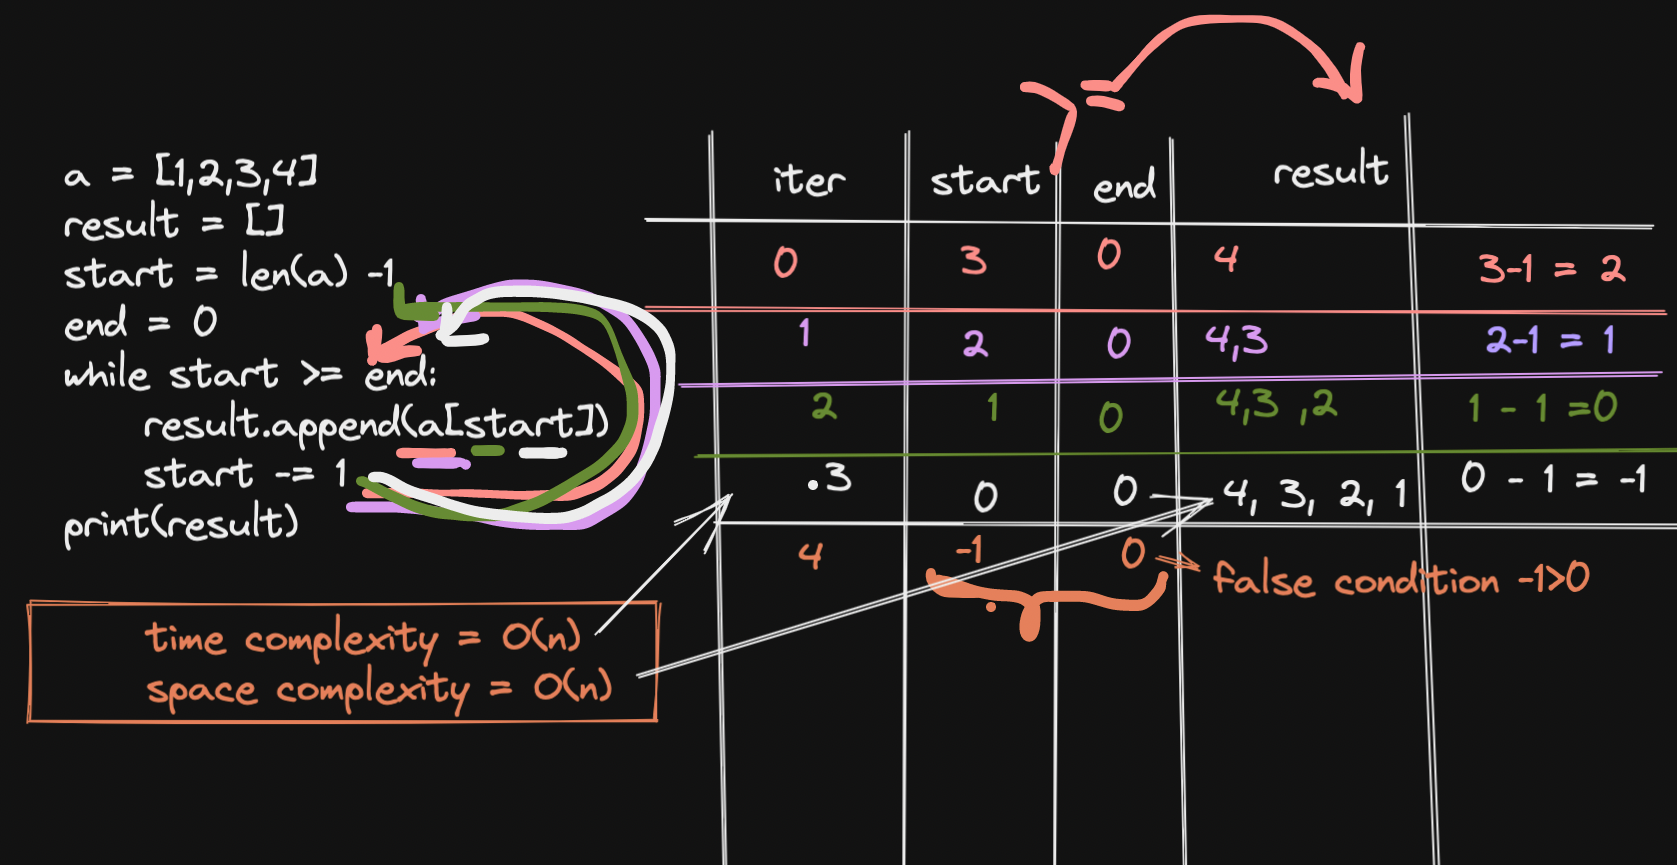 a = [1,2,3,4]
result = []
start = len(a) -1
end = 0
while start >= end:
result.append(a[start])
start -= 1
print(result)
time complexity = O(n)
space complexity = O(n)
>=
iter start end result
0 3 0 4 3-1 = 2
1 2 0 4,3 2-1 = 1
2 1 0 4,3 ,2 1 - 1 =0
.3 0 0 4, 3, 2, 1 0 - 1 = -1
4 -1 0 false condition -1>0